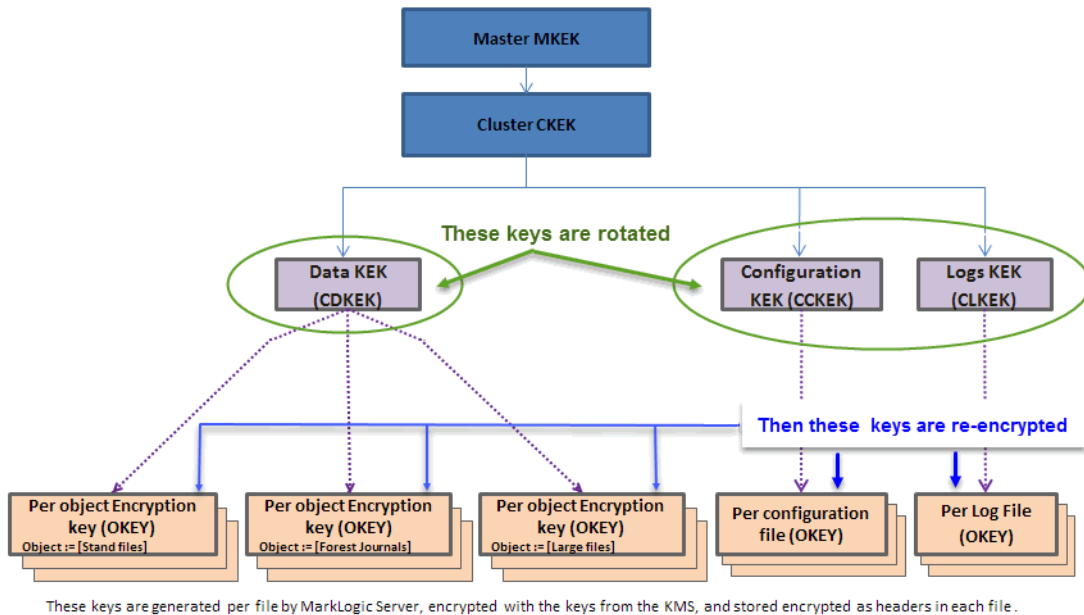 Master MKEK
Cluster CKEK
These keys are rotated
Data KEK
(CDKEK)
Configuration
KEK (CCKEK)
Logs KEK
(CLKEK)
Then these keys are re-encrypted
Per object Encryption
key (OKEY)
Object := [Stand files]
Per object Encryption
key (OKEY)
Object := [Forest Journals]
Per object Encryption
key (OKEY)
Object := [Large files]
Per configuration
file (OKEY)
Per Log File
(OKEY)
These keys are generated per file by MarkLogic Server, encrypted with the keys from the KMS, and stored encrypted as headers in each file.